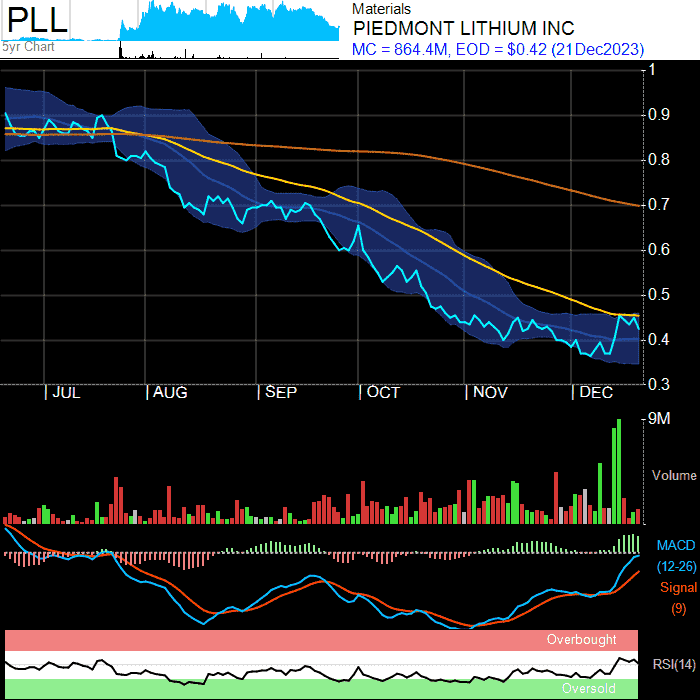 PLL
5yr Chart
Materials
PIEDMONT LITHIUM INC
MC = 864.4M, EOD = $0.42 (21Dec2023)
1
0.9
0.8
0.7
0.6
0.5
0.4
0.3
JUL AUG SEP OCT NOV DEC
9M
Volume
MACD
(12-26)
Signal
(9)
Overbought
RSI(14)
Oversold